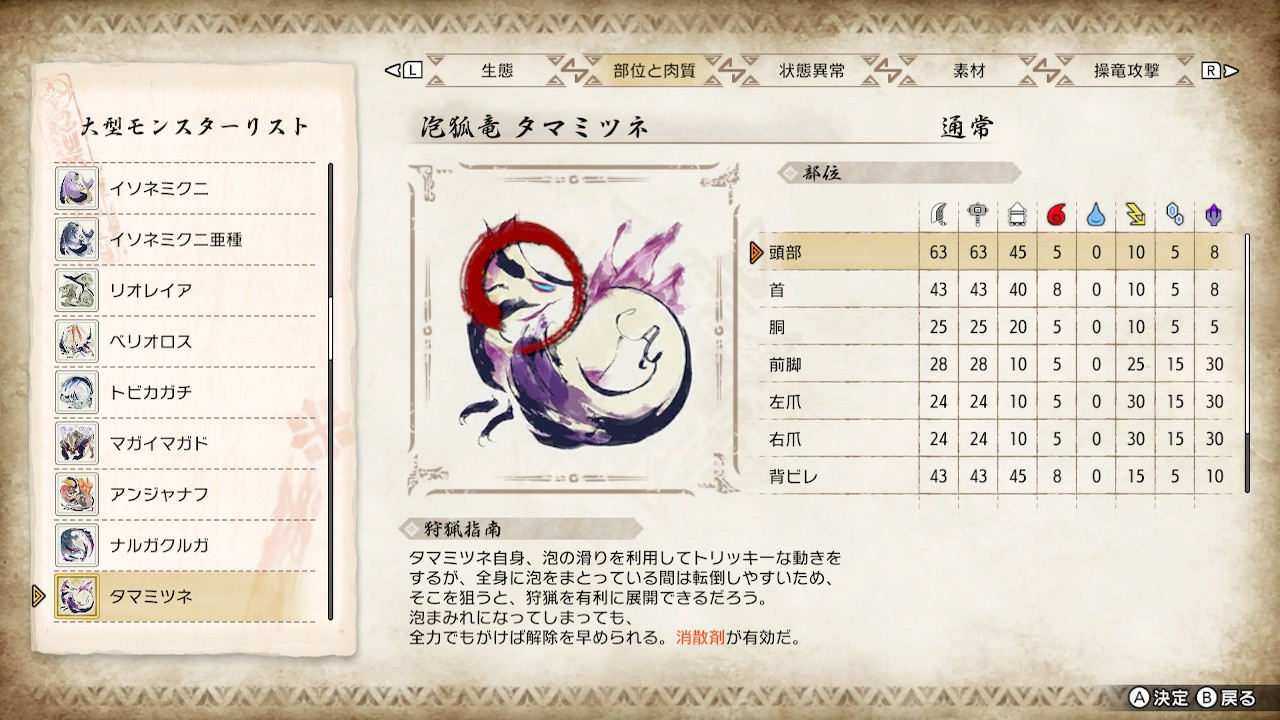 L
生態
部位と肉質
状態異常
素材
操竜攻撃
R
大型モンスターリスト
イソネミクニ
イソネミクニ亜種
リオレイア
ベリオロス
トビカガチ
マガイマガド
アンジャナフ
ナルガクルガ
タマミツネ
泡狐竜 タマミツネ
通常
部位
頭部 63 63 45 5 0 10 5 8
首 43 43 40 8 0 10 5 8
胴 25 25 20 5 0 10 5 5
前脚 28 28 10 5 0 25 15 30
左爪 24 24 10 5 0 30 15 30
右爪 24 24 10 5 0 30 15 30
背ビレ 43 43 45 8 0 15 5 10
狩猟指南
タマミツネ自身、泡の滑りを利用してトリッキーな動きを
するが、全身に泡をまとっている間は転倒しやすいため、
そこを狙うと、狩猟を有利に展開できるだろう。
泡まみれになってしまっても、
全力でもがけば解除を早められる。消散剤が有効だ。
A 決定 B 戻る